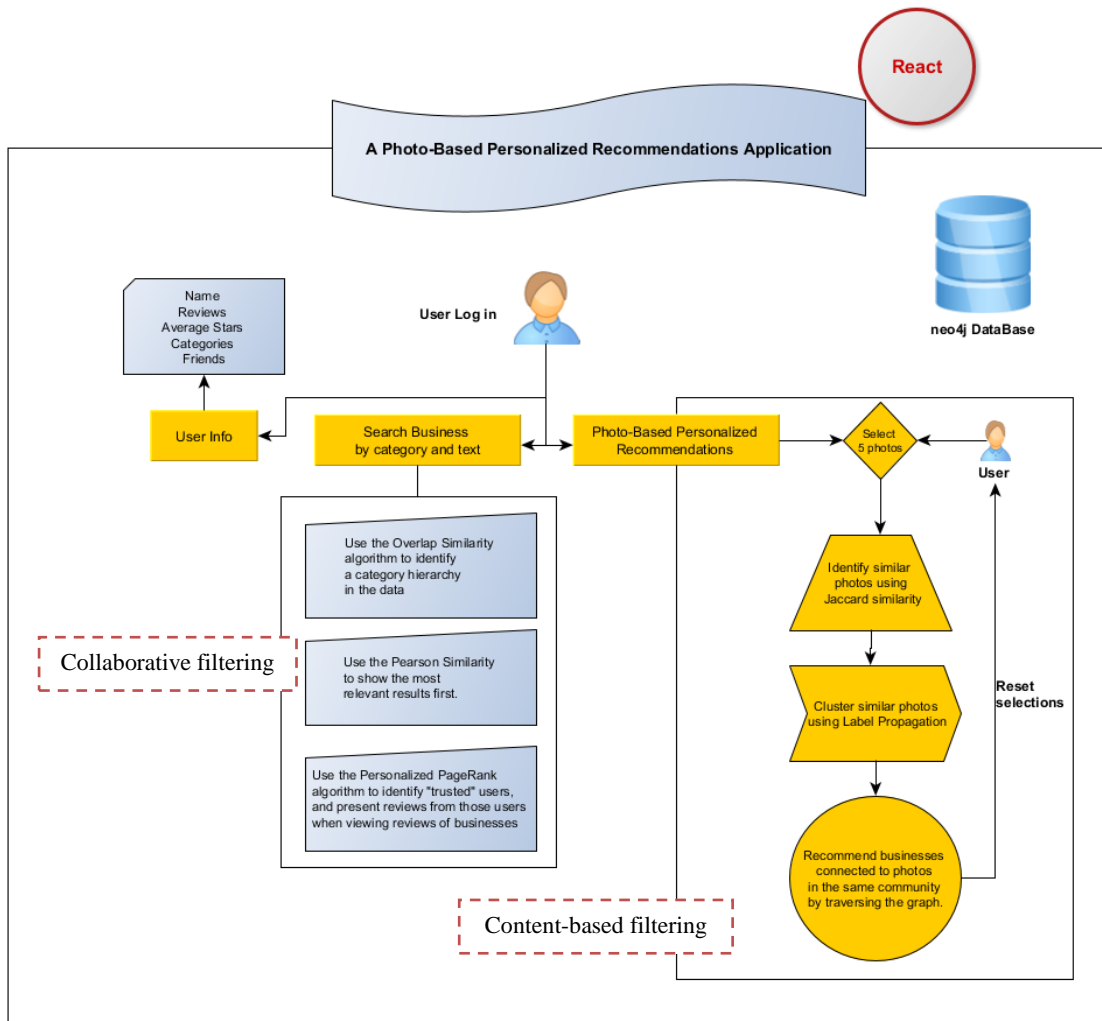 React
A Photo-Based Personalized Recommendations Application
neo4j DataBase
User Log in
Name
Reviews
Average Stars
Categories
Friends
User Info
Search Business
by category and text
Photo-Based Personalized
Recommendations
Select
5 photos
User
Use the Overlap Similarity
algorithm to identify
a category hierarchy
in the data
Use the Pearson Similarity
to show the most
relevant results first.
Use the Personalized PageRank
algorithm to identify "trusted" users,
and present reviews from those users
when viewing reviews of businesses
Collaborative filtering
Identify similar
photos using
Jaccard similarity
Cluster similar photos
using Label Propagation
Reset
selections
Recommend businesses
connected to photos
in the same community
by traversing the graph.
Content-based filtering